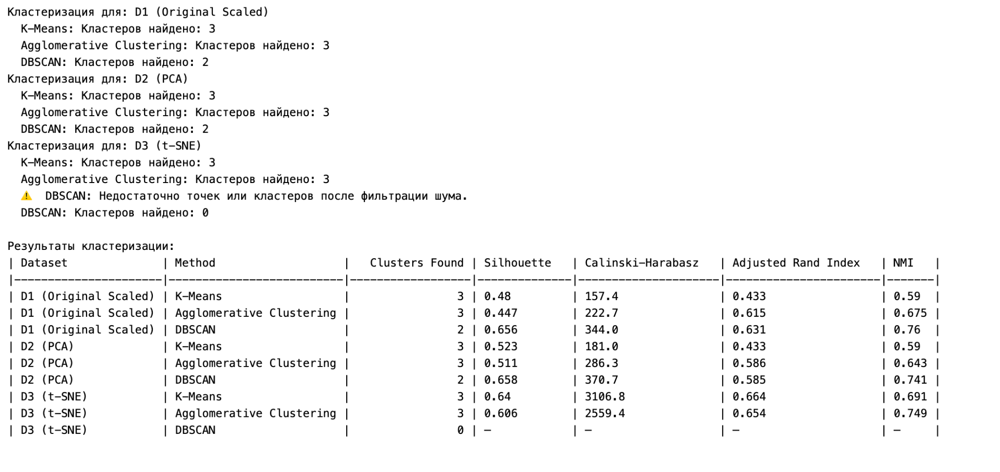 Кластеризация для: D1 (Original Scaled)
  K-Means: Кластеров найдено: 3
  Agglomerative Clustering: Кластеров найдено: 3
  DBSCAN: Кластеров найдено: 2
Кластеризация для: D2 (PCA)
  K-Means: Кластеров найдено: 3
  Agglomerative Clustering: Кластеров найдено: 3
  DBSCAN: Кластеров найдено: 2
Кластеризация для: D3 (t-SNE)
  K-Means: Кластеров найдено: 3
  Agglomerative Clustering: Кластеров найдено: 3
  ⚠️  DBSCAN: Недостаточно точек или кластеров после фильтрации шума.
  DBSCAN: Кластеров найдено: 0

Результаты кластеризации:
| Dataset              | Method                   |   Clusters Found | Silhouette   | Calinski-Harabasz   | Adjusted Rand Index   | NMI   |
|----------------------|--------------------------|------------------|--------------|---------------------|-----------------------|-------|
| D1 (Original Scaled) | K-Means                  |                3 | 0.48         | 157.4               | 0.433                 | 0.59  |
| D1 (Original Scaled) | Agglomerative Clustering |                3 | 0.447        | 222.7               | 0.615                 | 0.675 |
| D1 (Original Scaled) | DBSCAN                   |                2 | 0.656        | 344.0               | 0.631                 | 0.76  |
| D2 (PCA)             | K-Means                  |                3 | 0.523        | 181.0               | 0.433                 | 0.59  |
| D2 (PCA)             | Agglomerative Clustering |                3 | 0.511        | 286.3               | 0.586                 | 0.643 |
| D2 (PCA)             | DBSCAN                   |                2 | 0.658        | 370.7               | 0.585                 | 0.741 |
| D3 (t-SNE)           | K-Means                  |                3 | 0.64         | 3106.8              | 0.664                 | 0.691 |
| D3 (t-SNE)           | Agglomerative Clustering |                3 | 0.606        | 2559.4              | 0.654                 | 0.749 |
| D3 (t-SNE)           | DBSCAN                   |                0 | —            | —                   | —                     | —     |